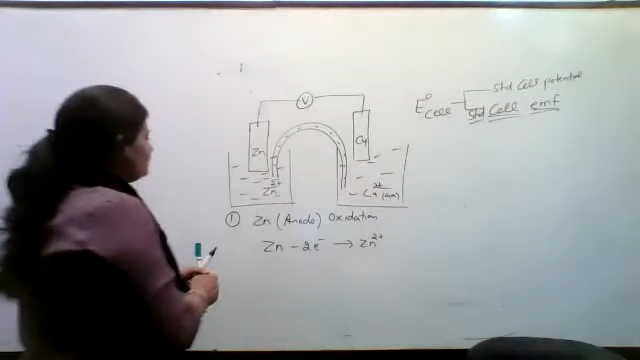 V
Zn
Cu
Zn²⁺
Cu²⁺(aq)
E°cell
std Cell potential
std Cell emf
① Zn (Anode) Oxidation
Zn - 2e⁻ → Zn²⁺